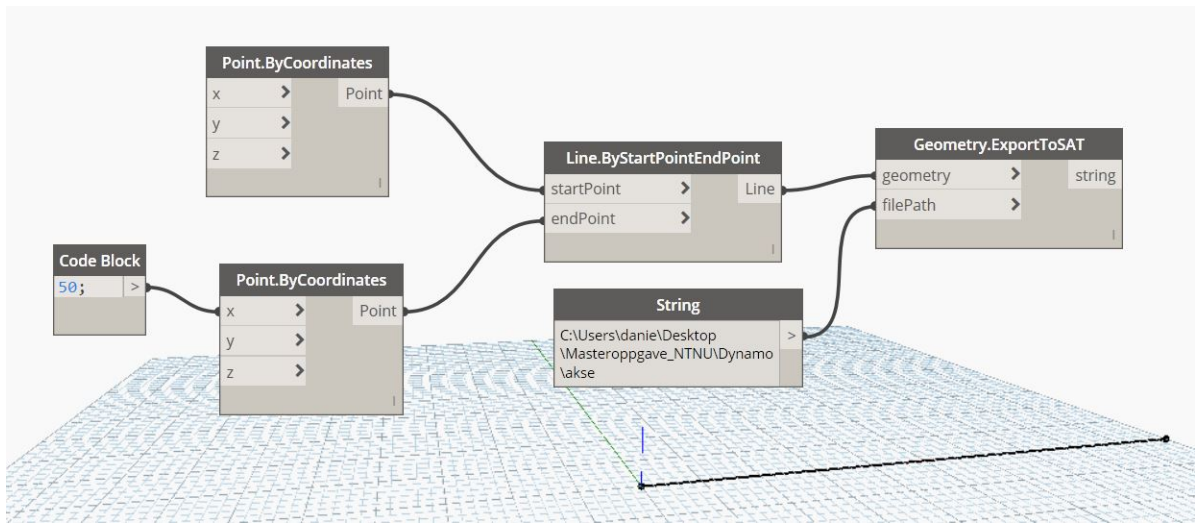 Point.ByCoordinates
x > Point
y >
z >
Code Block
50; >
Point.ByCoordinates
x > Point
y >
z >
Line.ByStartPointEndPoint
startPoint > Line
endPoint >
String
C:\Users\danie\Desktop >
\Masteroppgave_NTNU\Dynamo
\akse
Geometry.ExportToSAT
geometry > string
filePath >